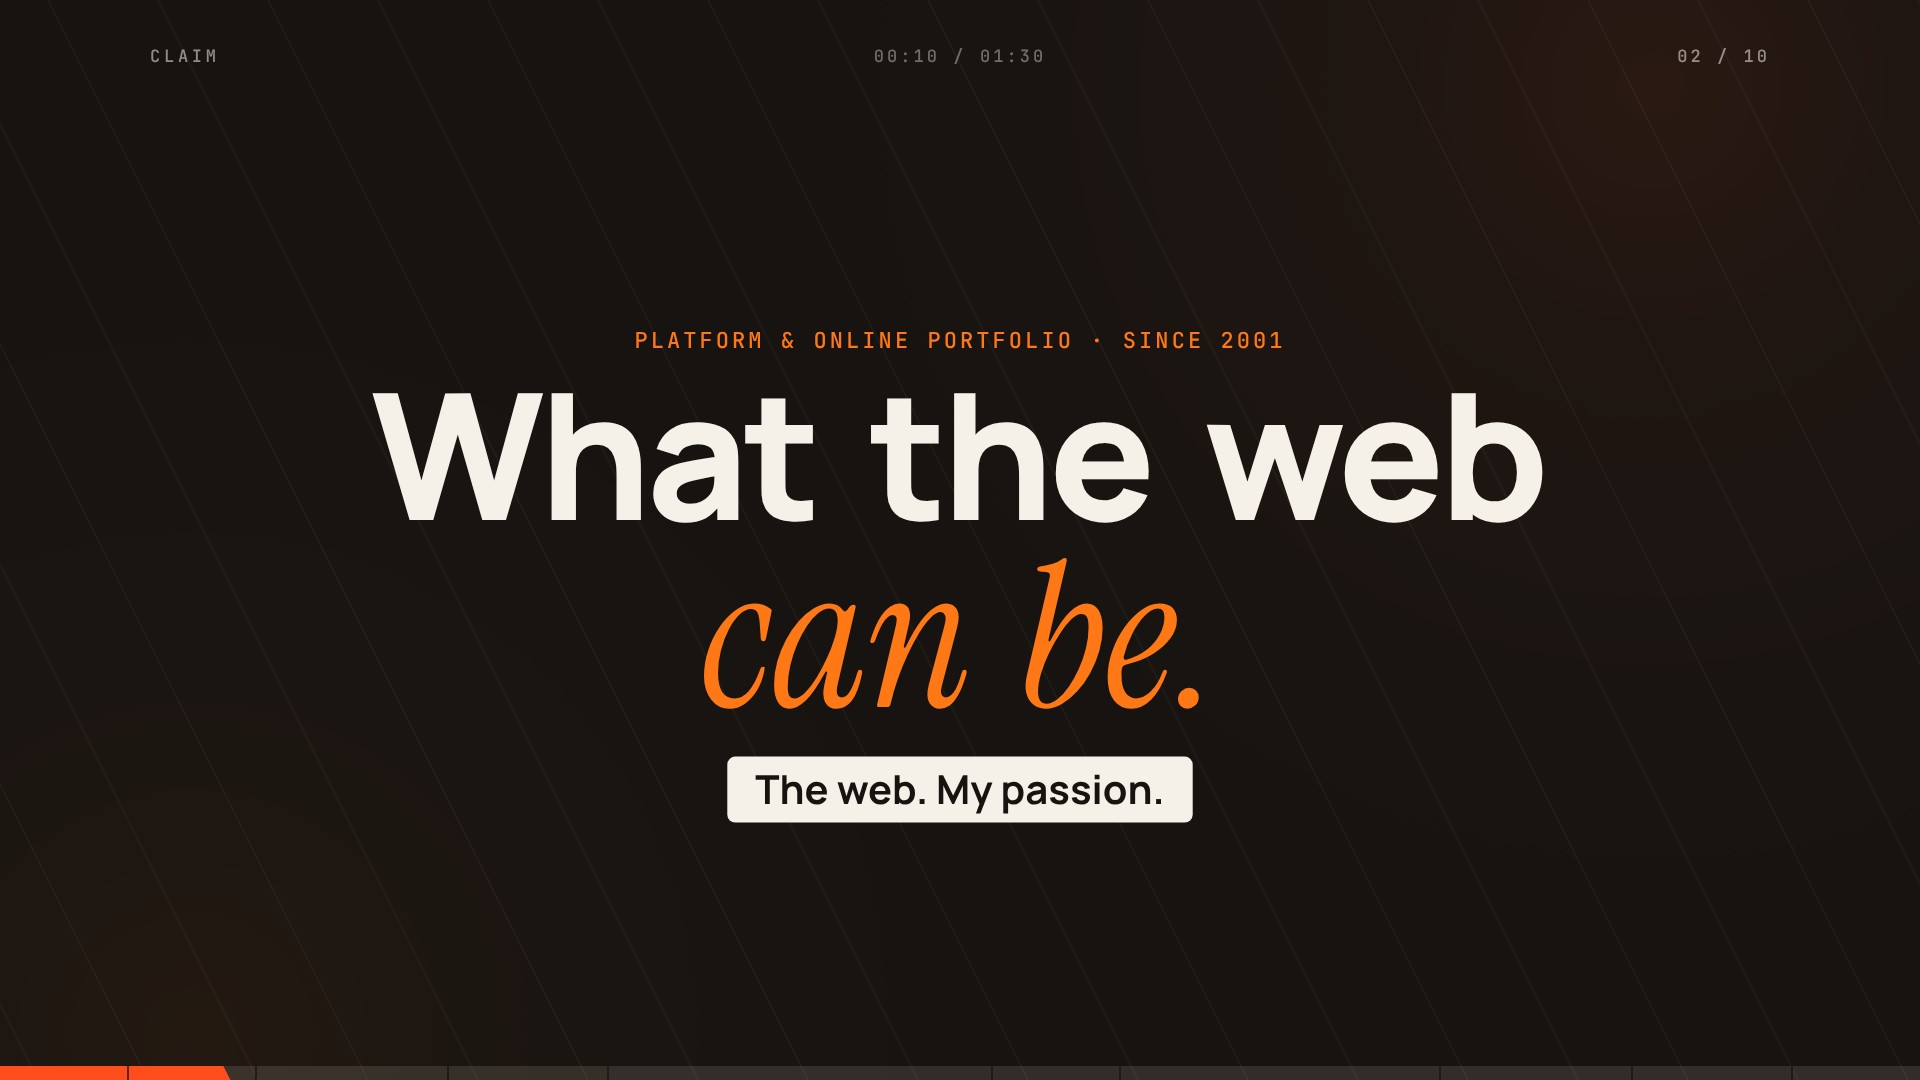 CLAIM
00:10 / 01:30
02 / 10
PLATFORM & ONLINE PORTFOLIO · SINCE 2001
What the web
can be.
The web. My passion.